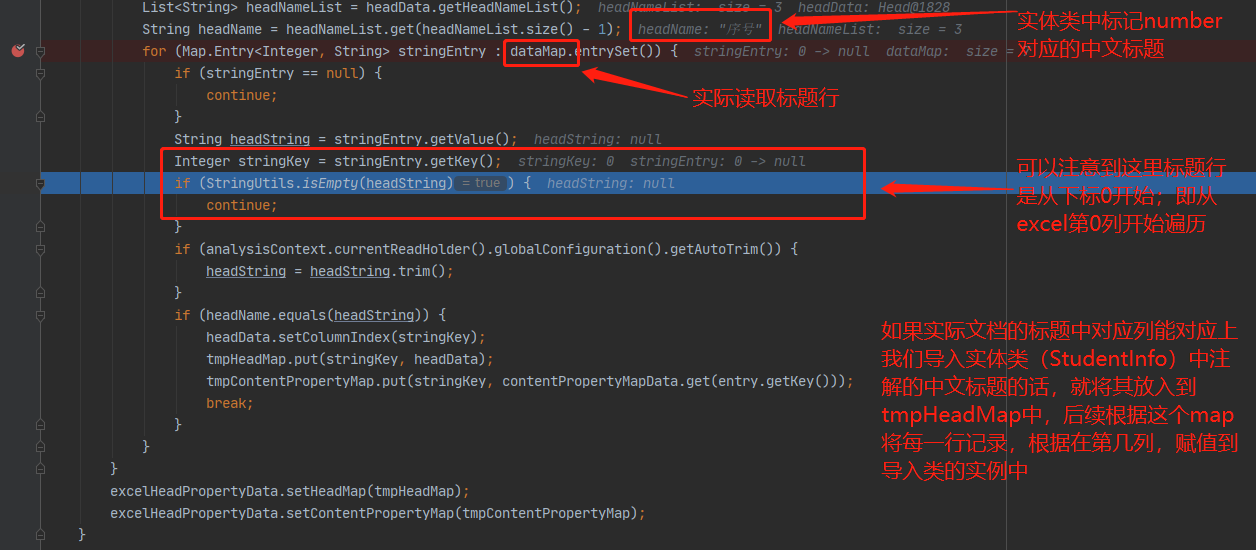 List<String> headNameList = headData.getHeadNameList(); headNameList: size = 3 headData: Head@1828
String headName = headNameList.get(headNameList.size() - 1); headName: "序号" headNameList: size = 3
实体类中标记number
对应的中文标题
for (Map.Entry<Integer, String> stringEntry : dataMap.entrySet()) { stringEntry: 0 -> null dataMap: size =
if (stringEntry == null) {
continue;
实际读取标题行
}
String headString = stringEntry.getValue(); headString: null
Integer stringKey = stringEntry.getKey(); stringKey: 0 stringEntry: 0 -> null
if (StringUtils.isEmpty(headString) = true ) { headString: null
continue;
可以注意到这里标题行
是从下标0开始；即从
excel第0列开始遍历
}
if (analysisContext.currentReadHolder().globalConfiguration().getAutoTrim()) {
headString = headString.trim();
}
if (headName.equals(headString)) {
headData.setColumnIndex(stringKey);
tmpHeadMap.put(stringKey, headData);
tmpContentPropertyMap.put(stringKey, contentPropertyMapData.get(entry.getKey()));
break;
}
如果实际文档的标题中对应列能对应上
我们导入实体类（StudentInfo）中注
解的中文标题的话，就将其放入到
tmpHeadMap中，后续根据这个map
将每一行记录，根据在第几列，赋值到
导入类的实例中
}
}
excelHeadPropertyData.setHeadMap(tmpHeadMap);
excelHeadPropertyData.setContentPropertyMap(tmpContentPropertyMap);
}